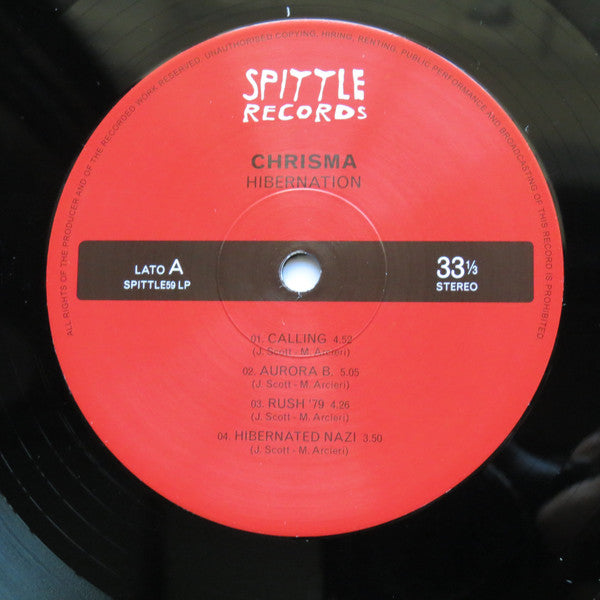 ALL RIGHTS OF THE PRODUCER AND OF THE RECORDED WORK RESERVED. UNAUTHORISED COPYING, HIRING, RENTING, PUBLIC PERFORMANCE AND BROADCASTING OF THIS RECORD IS PROHIBITED
SPITTLE
RECORDS
CHRISMA
HIBERNATION
LATO A
SPITTLE59 LP
33⅓
STEREO
01. CALLING 4.52
(J. Scott - M. Arcieri)
02. AURORA B. 5.05
(J. Scott - M. Arcieri)
03. RUSH '79 4.26
(J. Scott - M. Arcieri)
04. HIBERNATED NAZI 3.50
(J. Scott - M. Arcieri)